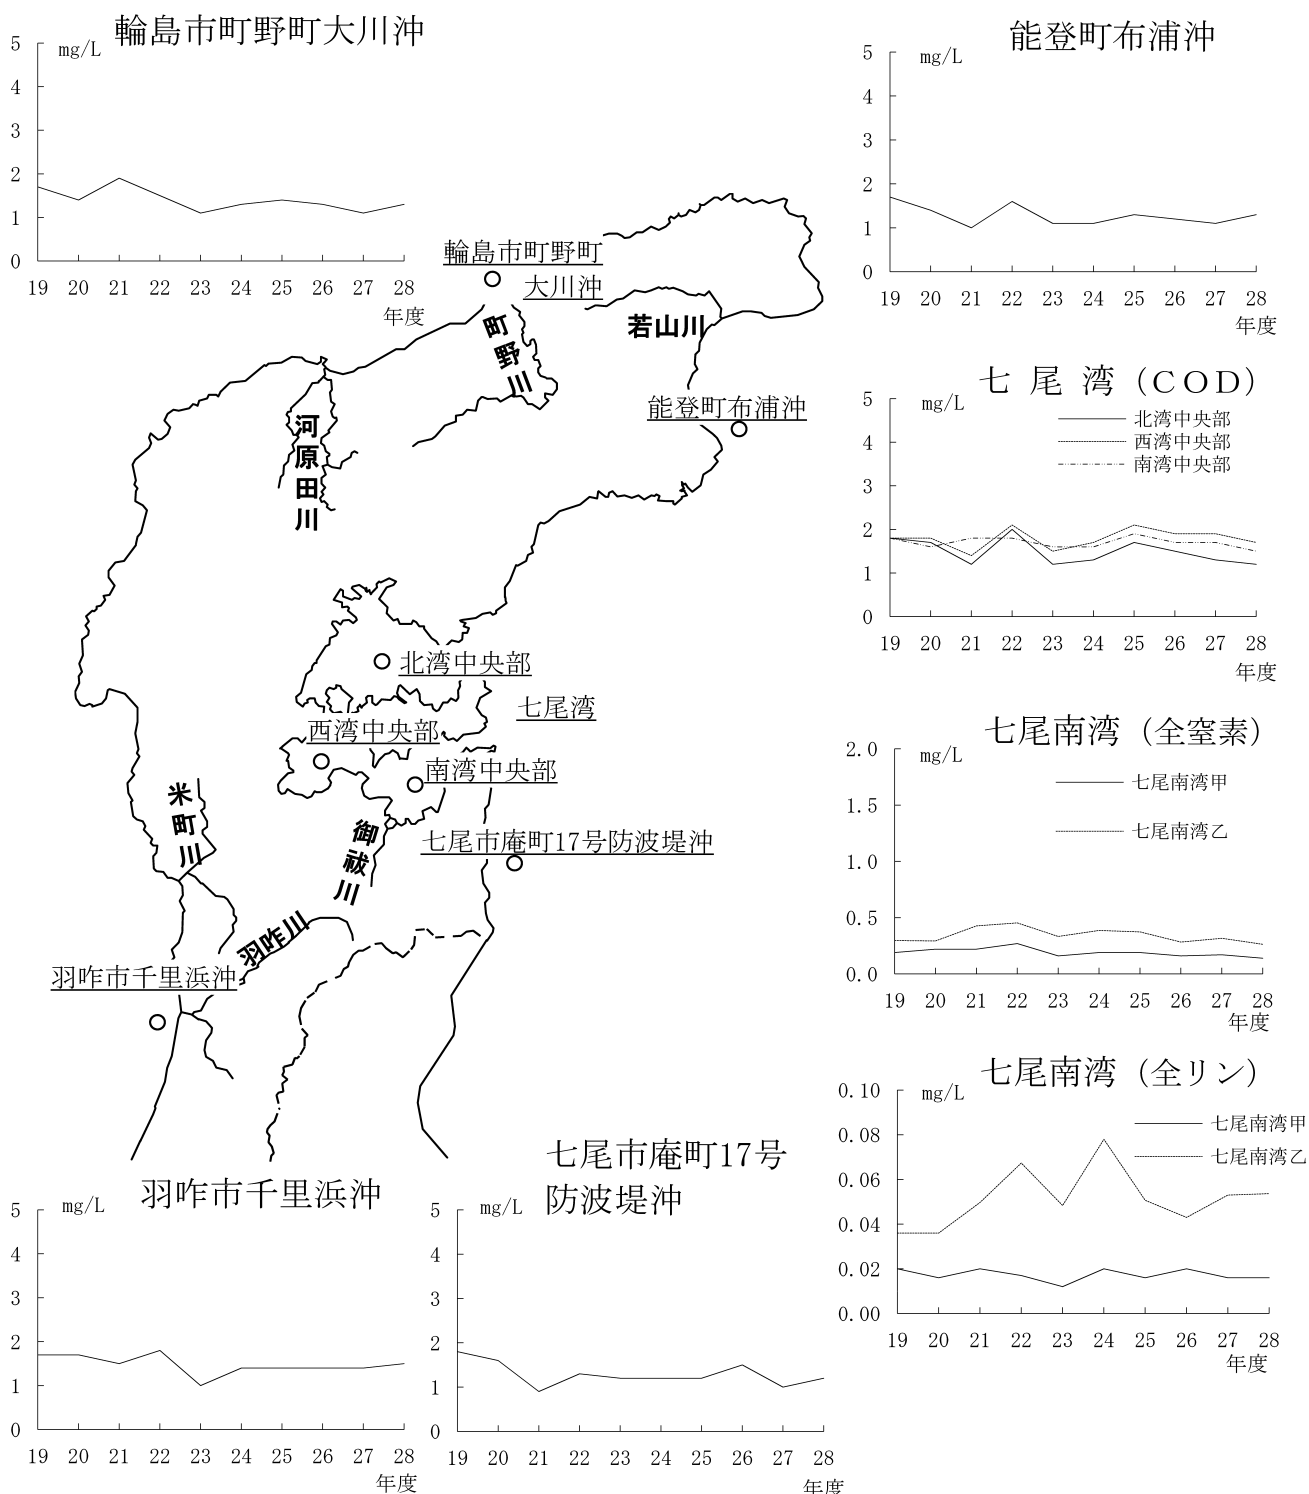 輪島市町野町大川沖
mg/L
5
4
3
2
1
0
19 20 21 22 23 24 25 26 27 28
年度
能登町布浦沖
mg/L
5
4
3
2
1
0
19 20 21 22 23 24 25 26 27 28
年度
輪島市町野町
大川沖
町野川
若山川
河原田川
能登町布浦沖
北湾中央部
七尾湾
西湾中央部
南湾中央部
米町川
御祓川
七尾市庵町17号防波堤沖
羽咋川
羽咋市千里浜沖
七 尾 湾（COD）
mg/L
北湾中央部
西湾中央部
南湾中央部
5
4
3
2
1
0
19 20 21 22 23 24 25 26 27 28
年度
七尾南湾（全窒素）
mg/L
七尾南湾甲
七尾南湾乙
2.0
1.5
1.0
0.5
0.0
19 20 21 22 23 24 25 26 27 28
年度
七尾南湾（全リン）
mg/L
七尾南湾甲
七尾南湾乙
0.10
0.08
0.06
0.04
0.02
0.00
19 20 21 22 23 24 25 26 27 28
年度
羽咋市千里浜沖
mg/L
5
4
3
2
1
0
19 20 21 22 23 24 25 26 27 28
年度
七尾市庵町17号
防波堤沖
mg/L
5
4
3
2
1
0
19 20 21 22 23 24 25 26 27 28
年度